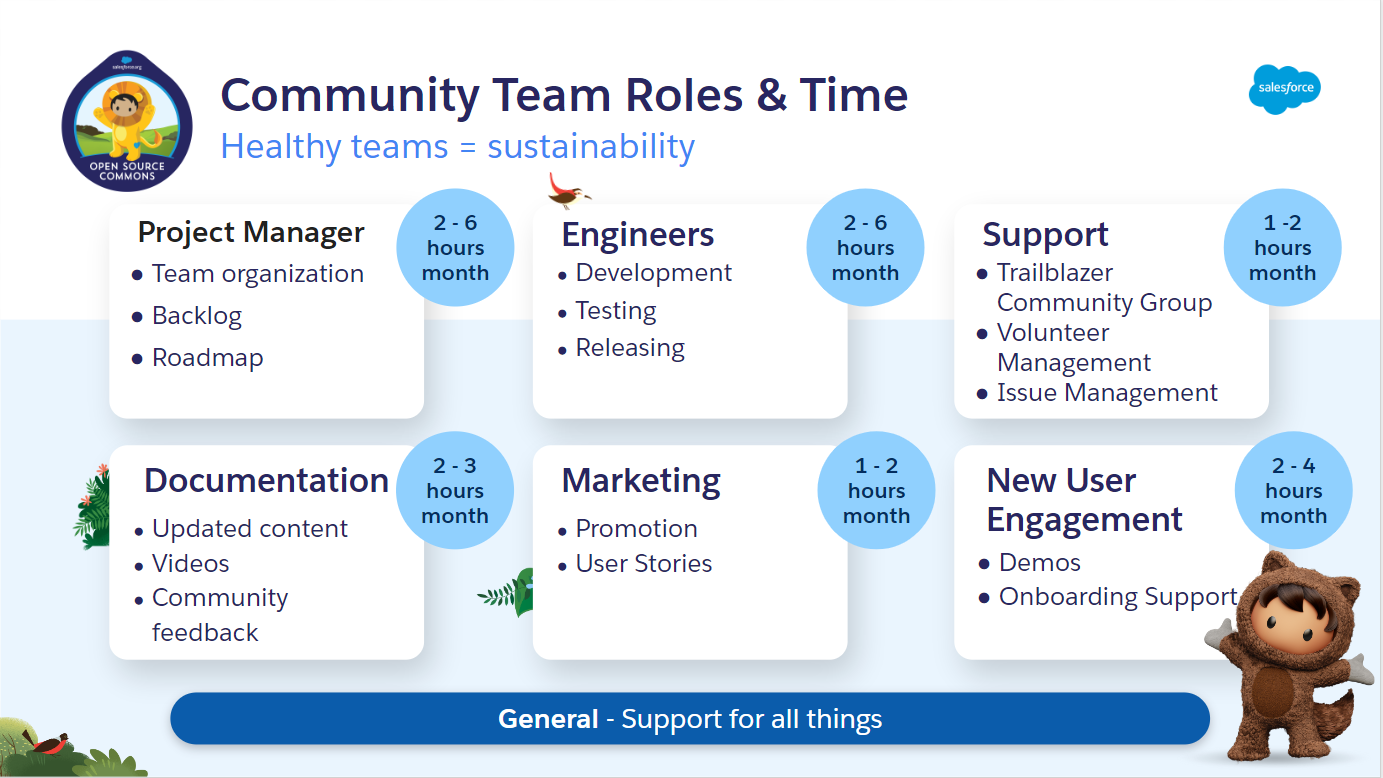 salesforce.org
OPEN SOURCE
COMMONS
Community Team Roles & Time
Healthy teams = sustainability
salesforce
Project Manager
● Team organization
● Backlog
● Roadmap
2 - 6
hours
month
Engineers
● Development
● Testing
● Releasing
2 - 6
hours
month
Support
● Trailblazer
Community Group
● Volunteer
Management
● Issue Management
1 -2
hours
month
Documentation
● Updated content
● Videos
● Community
feedback
2 - 3
hours
month
Marketing
● Promotion
● User Stories
1 - 2
hours
month
New User
Engagement
● Demos
● Onboarding Support
2 - 4
hours
month
General - Support for all things